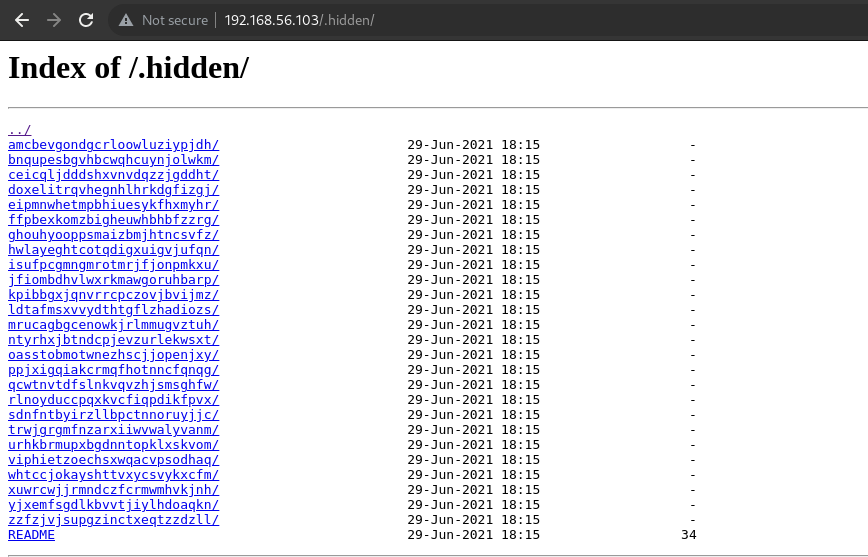 Not secure 192.168.56.103/.hidden/
Index of /.hidden/
../
amcbevgondgcrloowluziypjdh/ 29-Jun-2021 18:15 -
bnqupesbgvhbcwqhcuynjolwkm/ 29-Jun-2021 18:15 -
ceicqljdddshxvnvdqzzjgddht/ 29-Jun-2021 18:15 -
doxelitrqvhegnhlhrkdgfizgj/ 29-Jun-2021 18:15 -
eipmnwhetmpbhiuesykfhxmyhr/ 29-Jun-2021 18:15 -
ffpbexkomzbigheuwhbhbfzzrg/ 29-Jun-2021 18:15 -
ghouhyooppsmaizbmjhtncsvfz/ 29-Jun-2021 18:15 -
hwlayeghtcotqdigxuigvjufqn/ 29-Jun-2021 18:15 -
isufpcgmngmrotmrjfjonpmkxu/ 29-Jun-2021 18:15 -
jfiombdhvlwxrkmawgoruhbarp/ 29-Jun-2021 18:15 -
kpibbgxjqnvrrcpczovjbvijmz/ 29-Jun-2021 18:15 -
ldtafmsxvvydthtgflzhadiozs/ 29-Jun-2021 18:15 -
mrucagbgcenowkjrlmmugvztuh/ 29-Jun-2021 18:15 -
ntyrhxjbtndcpjevzurlekwsxt/ 29-Jun-2021 18:15 -
oasstobmotwnezhscjjopenjxy/ 29-Jun-2021 18:15 -
ppjxigqiakcrmqfhotnncfqnqg/ 29-Jun-2021 18:15 -
qcwtnvtdfslnkvqvzhjsmsghfw/ 29-Jun-2021 18:15 -
rlnoyduccpqxkvcfiqpdikfpvx/ 29-Jun-2021 18:15 -
sdnfntbyirzllbpctnnoruyjjc/ 29-Jun-2021 18:15 -
trwjgrgmfnzarxiiwvwalyvanm/ 29-Jun-2021 18:15 -
urhkbrmupxbgdnntopklxskvom/ 29-Jun-2021 18:15 -
viphietzoechsxwqacvpsodhaq/ 29-Jun-2021 18:15 -
whtccjokayshttvxycsvykxcfm/ 29-Jun-2021 18:15 -
xuwrcwjjrmndczfcrmwmhvkjnh/ 29-Jun-2021 18:15 -
yjxemfsgdlkbvvtjiylhdoaqkn/ 29-Jun-2021 18:15 -
zzfzjvjsupgzinctxeqtzzdzll/ 29-Jun-2021 18:15 -
README 29-Jun-2021 18:15 34